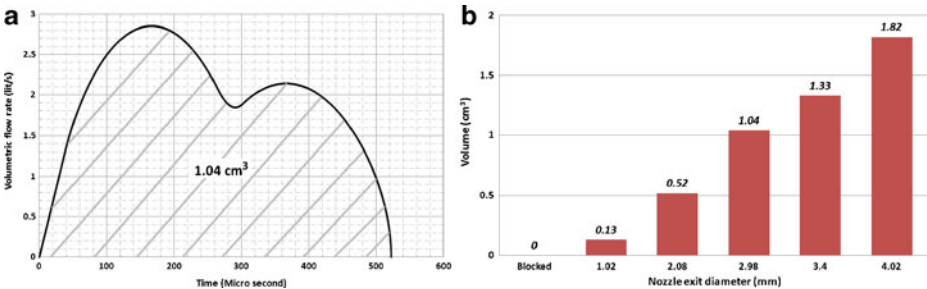 a
3
2.5
2
1.5
1
0.5
0
Volumetric flow rate (lit/s)
1.04 cm³
0 100 200 300 400 500 600
Time (Micro second)
b
2
1.5
1
0.5
0
Volume (cm³)
0
0.13
0.52
1.04
1.33
1.82
Blocked 1.02 2.08 2.98 3.4 4.02
Nozzle exit diameter (mm)